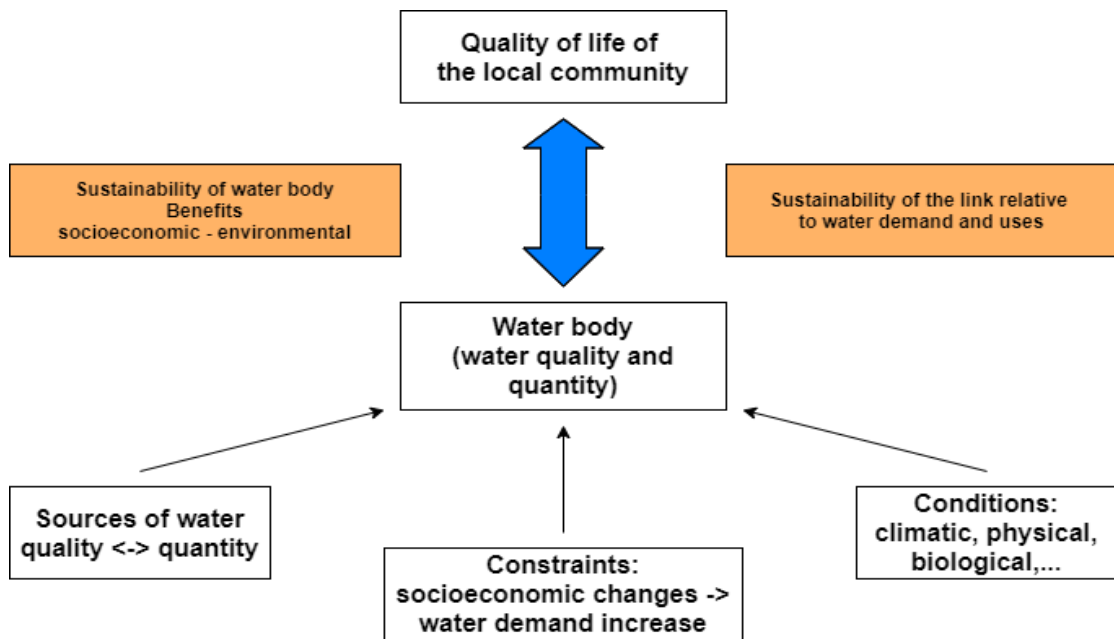 Quality of life of
the local community
Sustainability of water body
Benefits
socioeconomic - environmental
Sustainability of the link relative
to water demand and uses
Water body
(water quality and
quantity)
Sources of water
quality <-> quantity
Constraints:
socioeconomic changes ->
water demand increase
Conditions:
climatic, physical,
biological,...